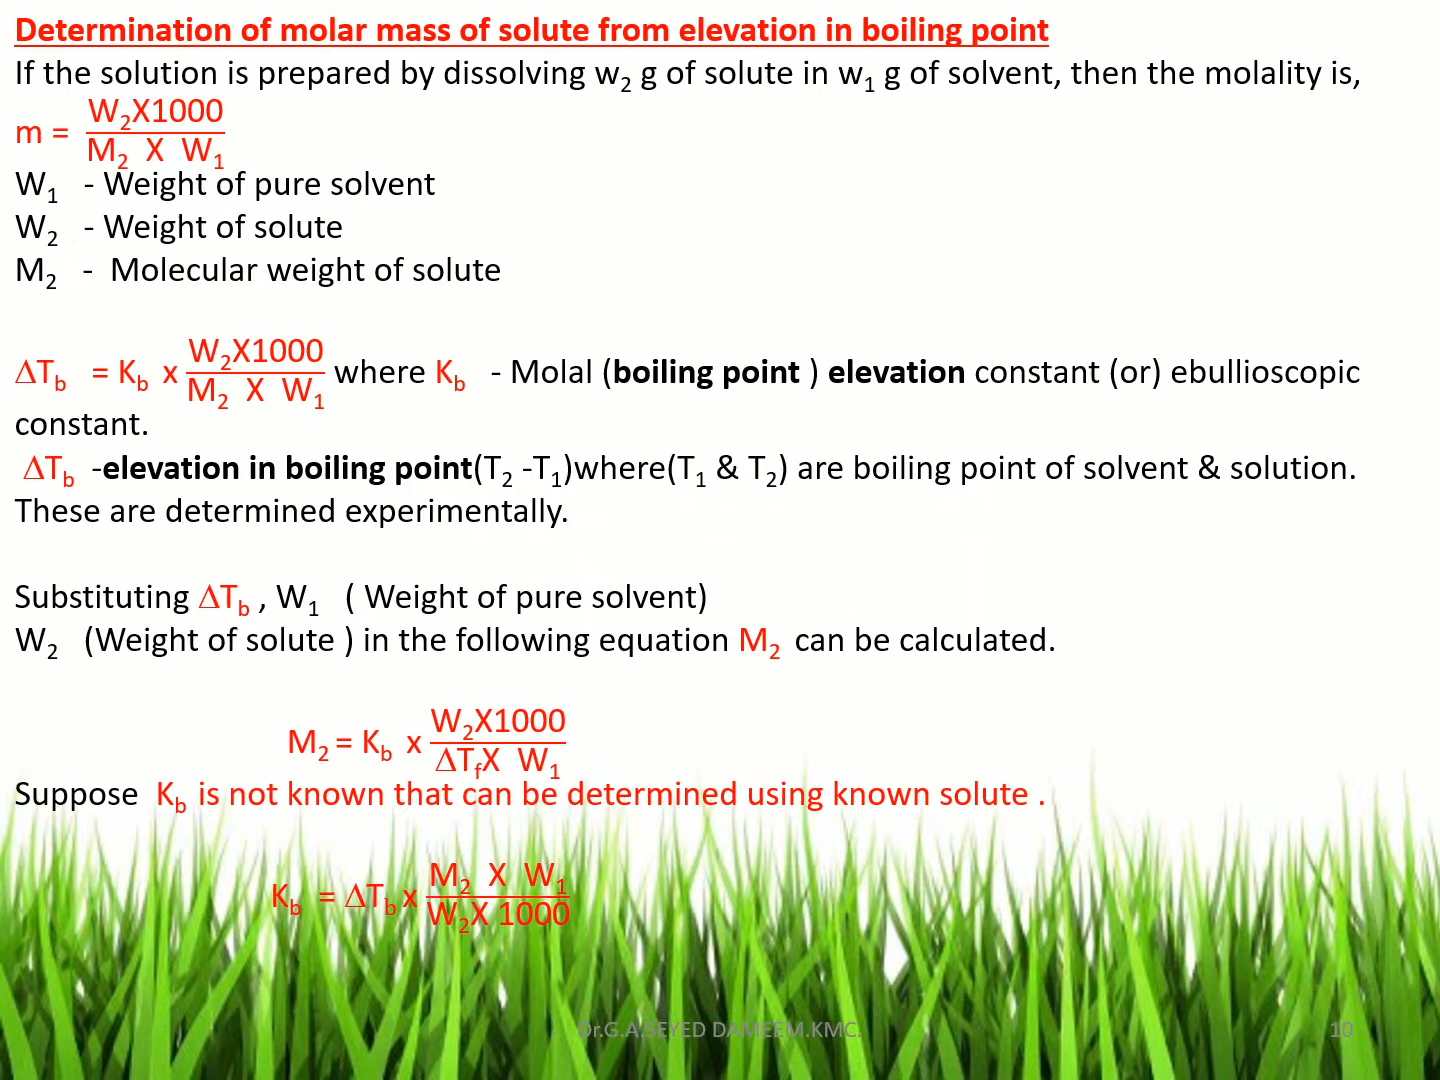 Determination of molar mass of solute from elevation in boiling point
If the solution is prepared by dissolving w₂ g of solute in w₁ g of solvent, then the molality is,
m = W₂X1000
M₂ X W₁
W₁ - Weight of pure solvent
W₂ - Weight of solute
M₂ - Molecular weight of solute
∆Tb = Kb x W₂X1000 where Kb - Molal (boiling point ) elevation constant (or) ebullioscopic
M₂ X W₁
constant.
∆Tb -elevation in boiling point(T₂ -T₁)where(T₁ & T₂) are boiling point of solvent & solution.
These are determined experimentally.
Substituting ∆Tb , W₁ ( Weight of pure solvent)
W₂ (Weight of solute ) in the following equation M₂ can be calculated.
M₂ = Kb x W₂X1000
∆TfX W₁
Suppose Kb is not known that can be determined using known solute .
Kb = ∆Tb x M₂ X W₁
W₂X 1000
Dr.G.A.SEYED DAMEEM.KMC. 10